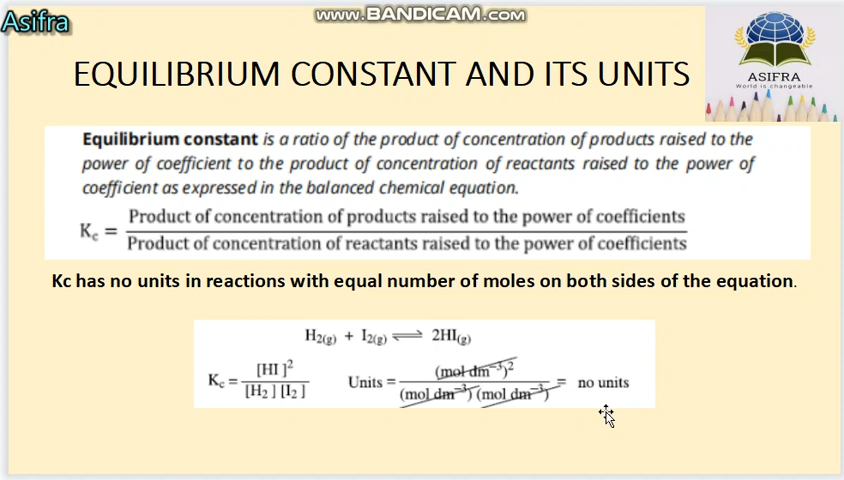 Asifra
www.BANDICAM.com
EQUILIBRIUM CONSTANT AND ITS UNITS
ASIFRA
World is changeable
Equilibrium constant is a ratio of the product of concentration of products raised to the
power of coefficient to the product of concentration of reactants raised to the power of
coefficient as expressed in the balanced chemical equation.
Kc = Product of concentration of products raised to the power of coefficients
Product of concentration of reactants raised to the power of coefficients
Kc has no units in reactions with equal number of moles on both sides of the equation.
H₂(g) + I₂(g) ⇌ 2HI(g)
Kc = [HI ]² / [H₂ ] [I₂ ] Units = (mol dm⁻³)² / (mol dm⁻³) (mol dm⁻³) = no units